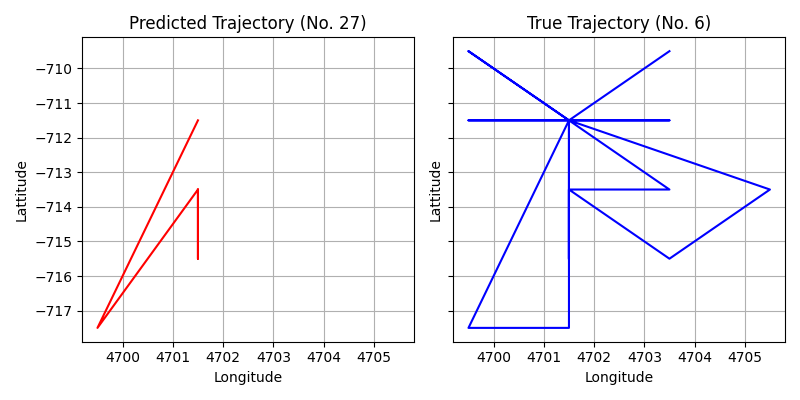 Predicted Trajectory (No. 27)
True Trajectory (No. 6)
−710
−711
−712
−713
−714
−715
−716
−717
Lattitude
Lattitude
4700 4701 4702 4703 4704 4705
4700 4701 4702 4703 4704 4705
Longitude
Longitude